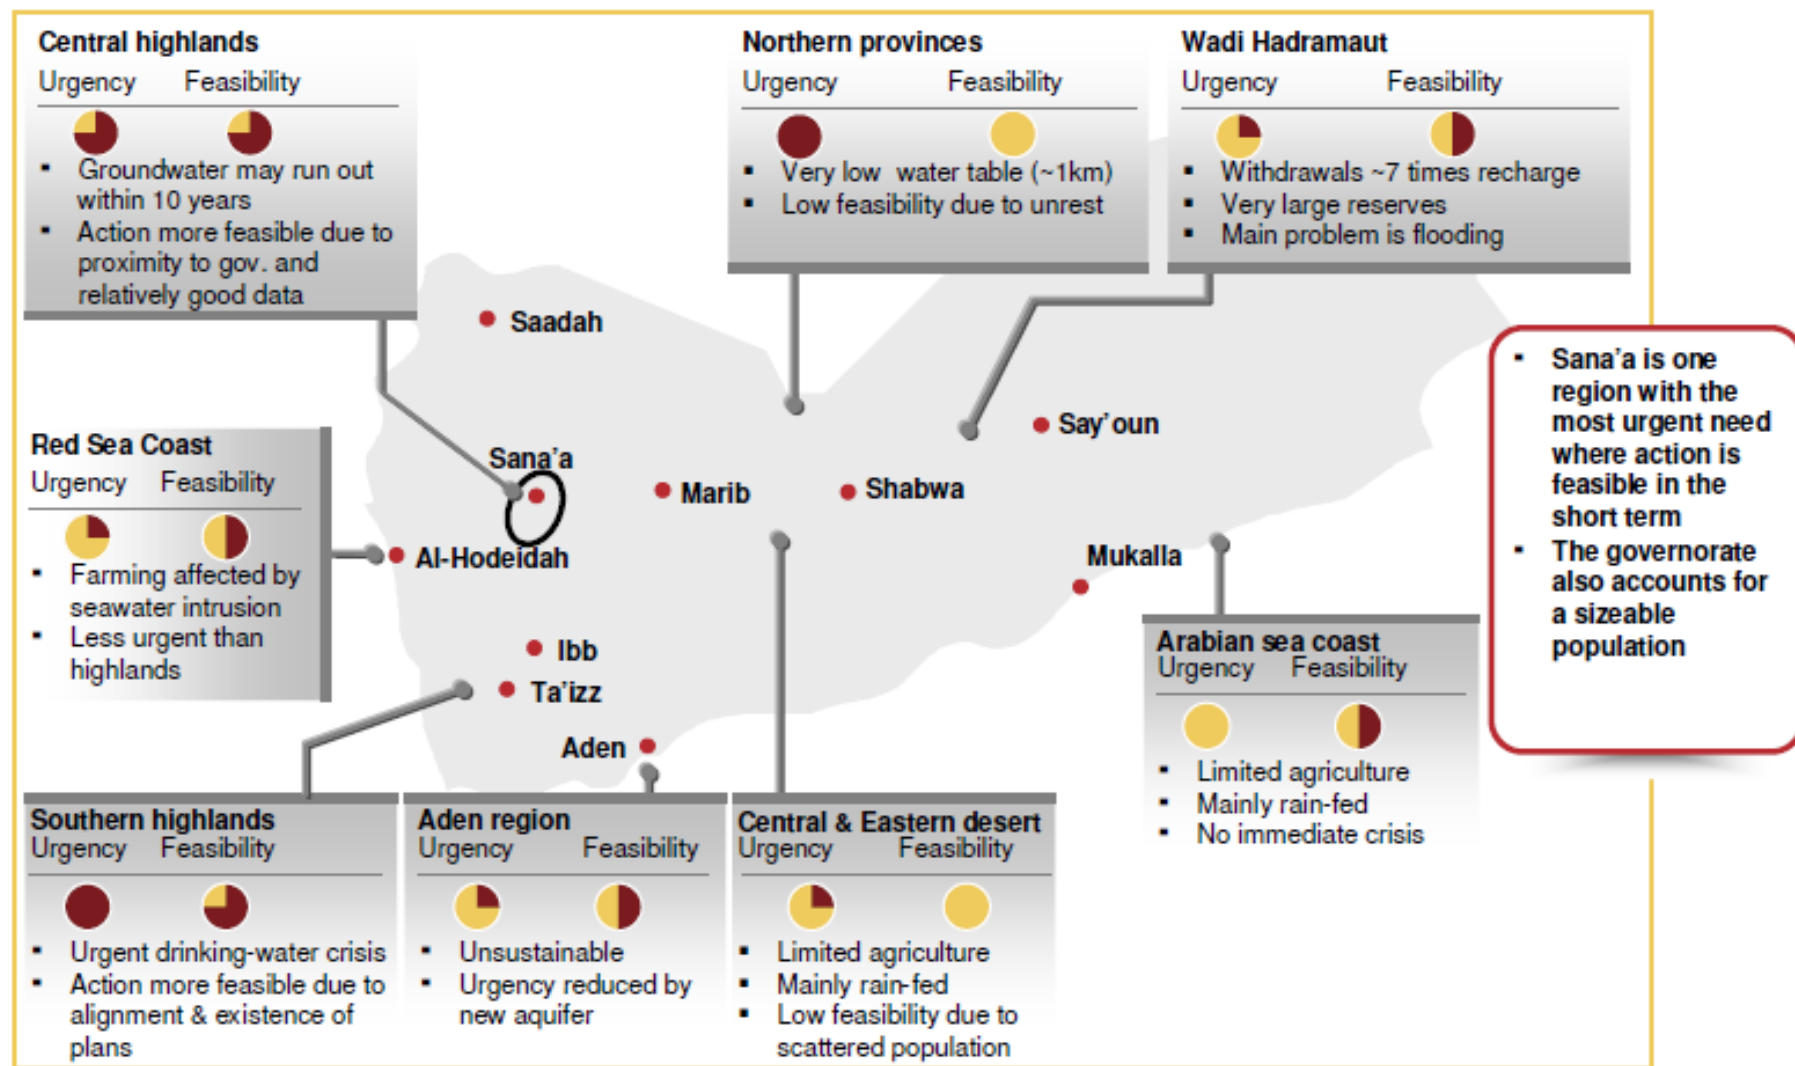 Central highlands
Urgency Feasibility
▪ Groundwater may run out
within 10 years
▪ Action more feasible due to
proximity to gov. and
relatively good data
Northern provinces
Urgency Feasibility
▪ Very low water table (~1km)
▪ Low feasibility due to unrest
Wadi Hadramaut
Urgency Feasibility
▪ Withdrawals ~7 times recharge
▪ Very large reserves
▪ Main problem is flooding
Saadah
Say'oun
Sana'a
Marib
Shabwa
Al-Hodeidah
Mukalla
Ibb
Ta'izz
Aden
Red Sea Coast
Urgency Feasibility
▪ Farming affected by
seawater intrusion
▪ Less urgent than
highlands
▪ Sana'a is one
region with the
most urgent need
where action is
feasible in the
short term
▪ The governorate
also accounts for
a sizeable
population
Arabian sea coast
Urgency Feasibility
▪ Limited agriculture
▪ Mainly rain-fed
▪ No immediate crisis
Southern highlands
Urgency Feasibility
▪ Urgent drinking-water crisis
▪ Action more feasible due to
alignment & existence of
plans
Aden region
Urgency Feasibility
▪ Unsustainable
▪ Urgency reduced by
new aquifer
Central & Eastern desert
Urgency Feasibility
▪ Limited agriculture
▪ Mainly rain-fed
▪ Low feasibility due to
scattered population